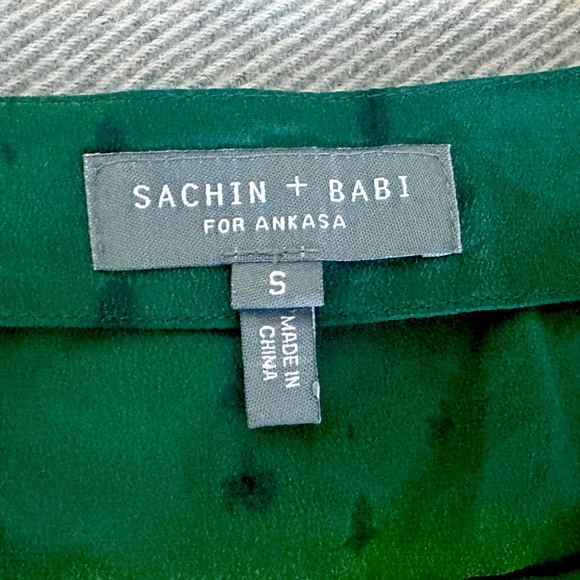 SACHIN + BABI
FOR ANKASA
S
MADE IN
CHINA